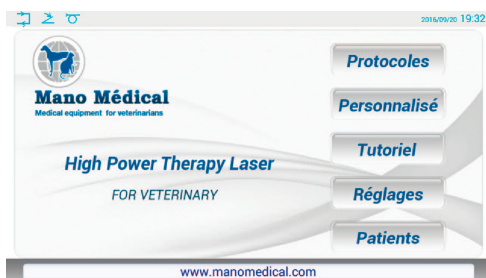 2016/09/20 19:32
Mano Médical
Medical equipment for veterinarians
High Power Therapy Laser
FOR VETERINARY
Protocoles
Personnalisé
Tutoriel
Réglages
Patients
www.manomedical.com